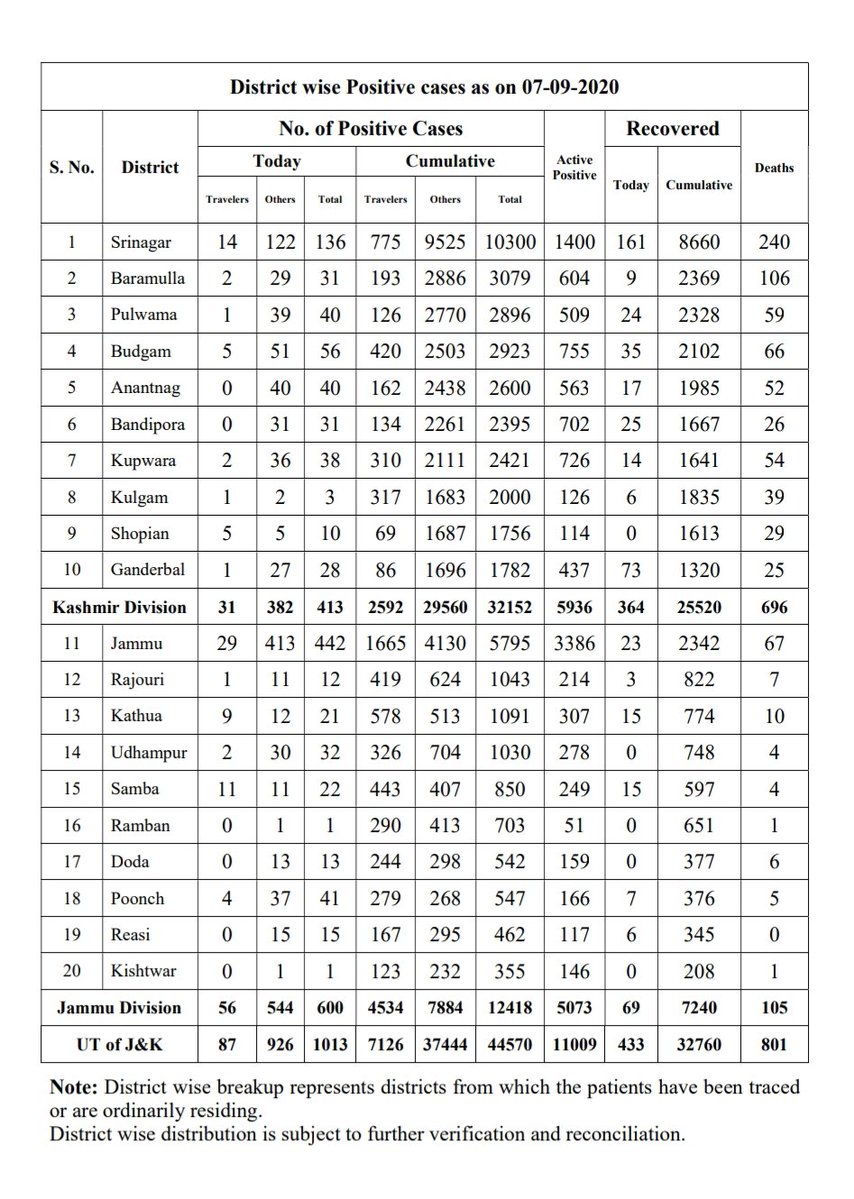 District wise Positive cases as on 07-09-2020
S. No. District No. of Positive Cases Active Positive Recovered Deaths
Today Cumulative Today Cumulative
Travelers Others Total Travelers Others Total
1 Srinagar 14 122 136 775 9525 10300 1400 161 8660 240
2 Baramulla 2 29 31 193 2886 3079 604 9 2369 106
3 Pulwama 1 39 40 126 2770 2896 509 24 2328 59
4 Budgam 5 51 56 420 2503 2923 755 35 2102 66
5 Anantnag 0 40 40 162 2438 2600 563 17 1985 52
6 Bandipora 0 31 31 134 2261 2395 702 25 1667 26
7 Kupwara 2 36 38 310 2111 2421 726 14 1641 54
8 Kulgam 1 2 3 317 1683 2000 126 6 1835 39
9 Shopian 5 5 10 69 1687 1756 114 0 1613 29
10 Ganderbal 1 27 28 86 1696 1782 437 73 1320 25
Kashmir Division 31 382 413 2592 29560 32152 5936 364 25520 696
11 Jammu 29 413 442 1665 4130 5795 3386 23 2342 67
12 Rajouri 1 11 12 419 624 1043 214 3 822 7
13 Kathua 9 12 21 578 513 1091 307 15 774 10
14 Udhampur 2 30 32 326 704 1030 278 0 748 4
15 Samba 11 11 22 443 407 850 249 15 597 4
16 Ramban 0 1 1 290 413 703 51 0 651 1
17 Doda 0 13 13 244 298 542 159 0 377 6
18 Poonch 4 37 41 279 268 547 166 7 376 5
19 Reasi 0 15 15 167 295 462 117 6 345 0
20 Kishtwar 0 1 1 123 232 355 146 0 208 1
Jammu Division 56 544 600 4534 7884 12418 5073 69 7240 105
UT of J&K 87 926 1013 7126 37444 44570 11009 433 32760 801
Note: District wise breakup represents districts from which the patients have been traced
or are ordinarily residing.
District wise distribution is subject to further verification and reconciliation.